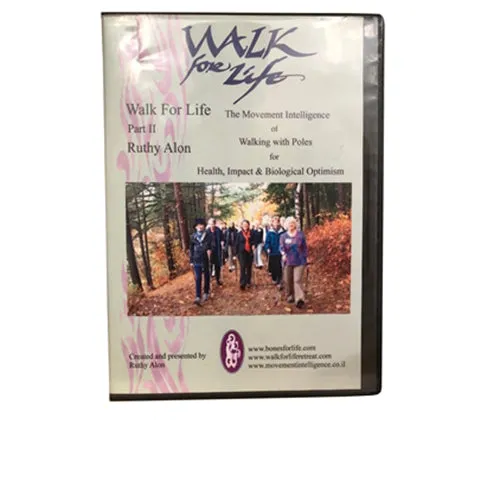 WALK
for Life
Walk For Life
Part II
Ruthy Alon
The Movement Intelligence
of
Walking with Poles
for
Health, Impact & Biological Optimism
Created and presented by
Ruthy Alon
www.bonesforlife.com
www.walkforliferetreat.com
www.movementintelligence.co.il